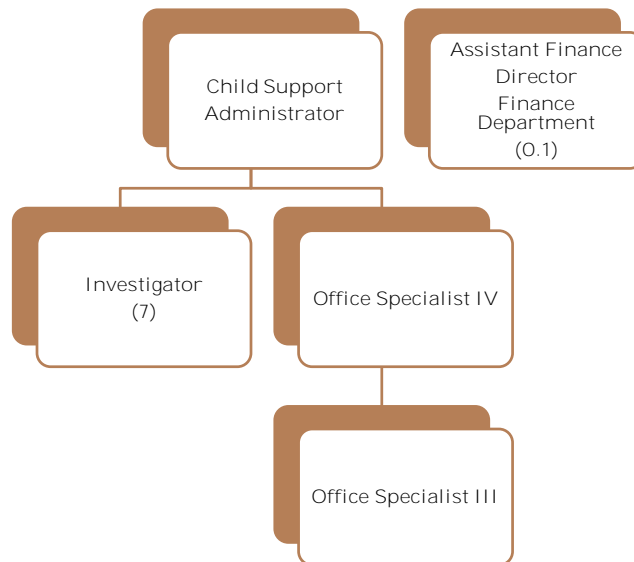 Child Support
Administrator
Assistant Finance
Director
Finance
Department
(0.1)
Investigator
(7)
Office Specialist IV
Office Specialist III